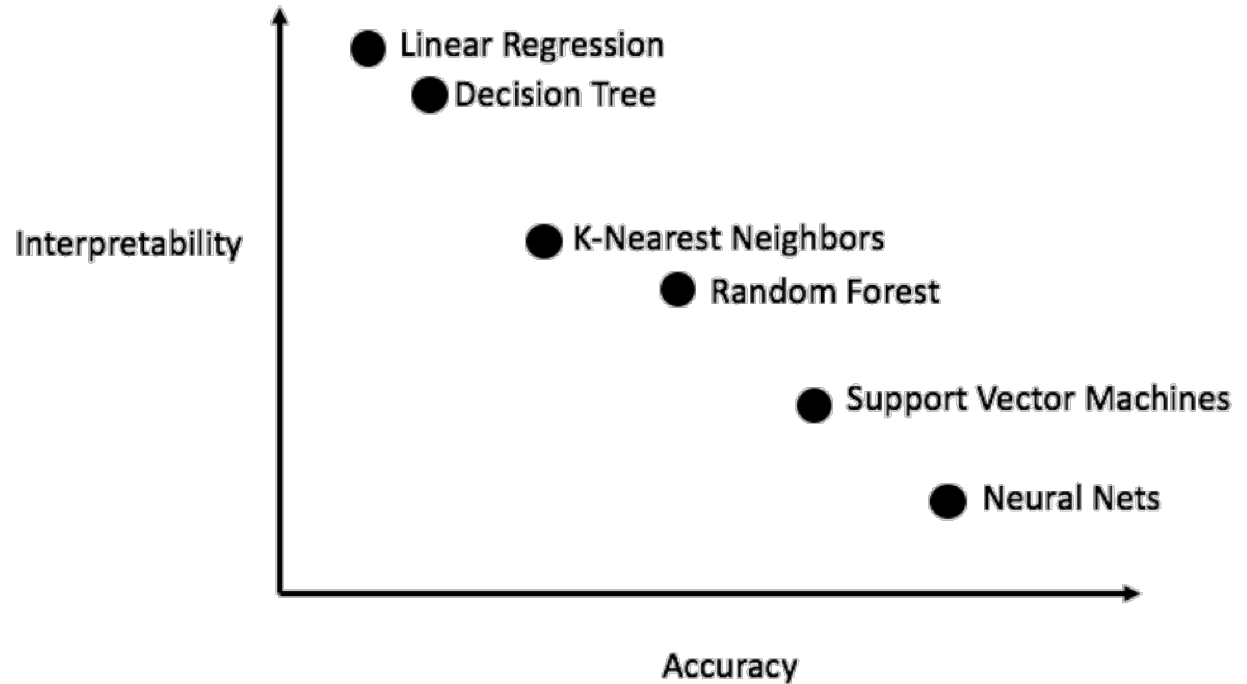 Linear Regression
Decision Tree
Interpretability
K-Nearest Neighbors
Random Forest
Support Vector Machines
Neural Nets
Accuracy